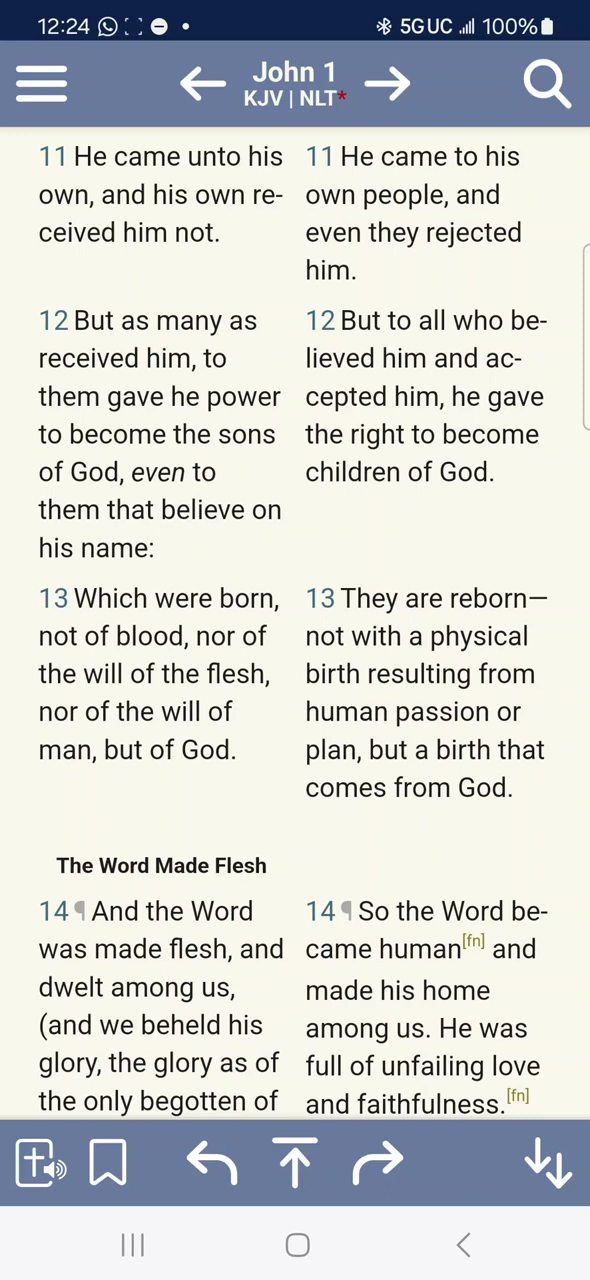 12:24 5G UC 100%
John 1
KJV | NLT*
11 He came unto his
own, and his own re-
ceived him not.
12 But as many as
received him, to
them gave he power
to become the sons
of God, even to
them that believe on
his name:
13 Which were born,
not of blood, nor of
the will of the flesh,
nor of the will of
man, but of God.
The Word Made Flesh
14 ¶ And the Word
was made flesh, and
dwelt among us,
(and we beheld his
glory, the glory as of
the only begotten of
11 He came to his
own people, and
even they rejected
him.
12 But to all who be-
lieved him and ac-
cepted him, he gave
the right to become
children of God.
13 They are reborn—
not with a physical
birth resulting from
human passion or
plan, but a birth that
comes from God.
14 ¶ So the Word be-
came human[fn] and
made his home
among us. He was
full of unfailing love
and faithfulness.[fn]